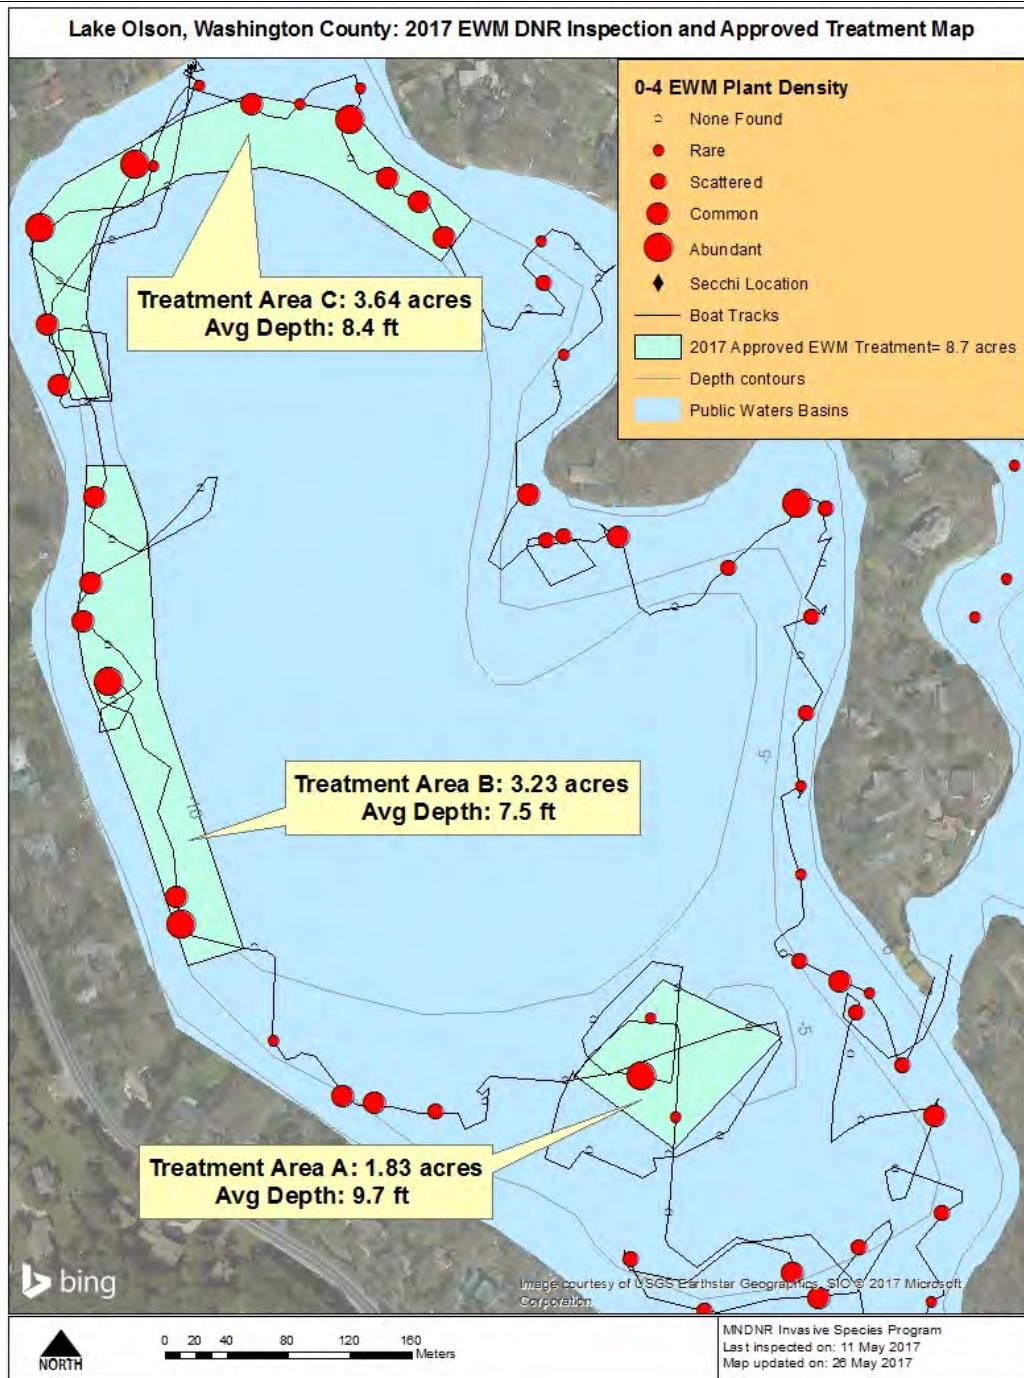 Lake Olson, Washington County: 2017 EWM DNR Inspection and Approved Treatment Map
0-4 EWM Plant Density
None Found
Rare
Scattered
Common
Abundant
Secchi Location
Boat Tracks
2017 Approved EWM Treatment= 8.7 acres
Depth contours
Public Waters Basins
Treatment Area C: 3.64 acres
Avg Depth: 8.4 ft
-5
Treatment Area B: 3.23 acres
Avg Depth: 7.5 ft
10
-5
Treatment Area A: 1.83 acres
Avg Depth: 9.7 ft
bing
Image courtesy of USGS Earthstar Geographics, SIO © 2017 Microsoft
Corporation
NORTH
0 20 40 80 120 160
Meters
MNDNR Invasive Species Program
Last inspected on: 11 May 2017
Map updated on: 26 May 2017